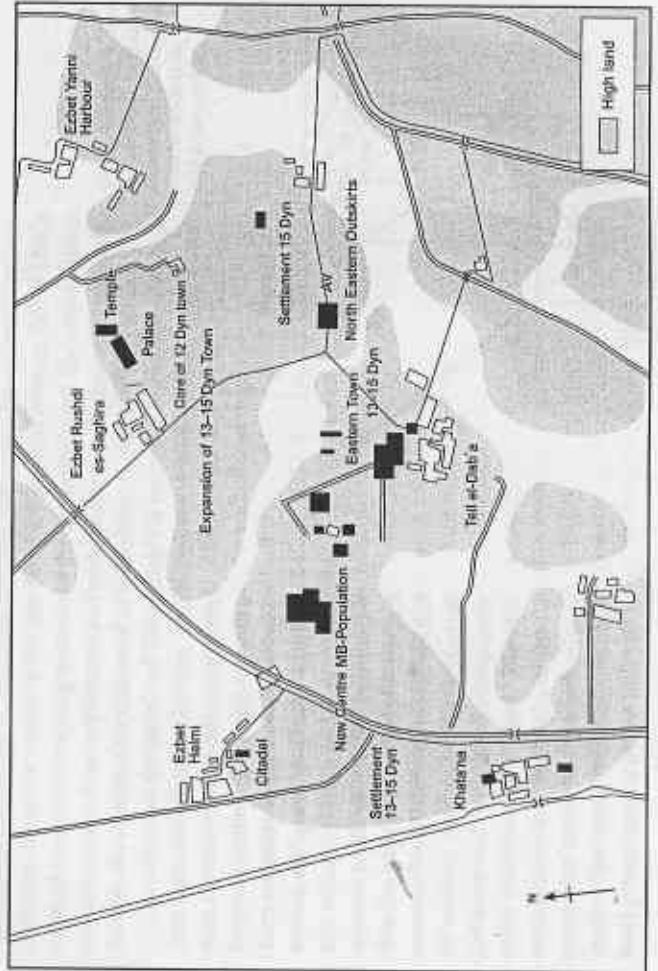 Ezbet Yanni
Harbour
Temple
Palace
Core of 12 Dyn town
Ezbet Rushdi
es-Saghira
Expansion of 13–15 Dyn Town
Settlement 15 Dyn
AV
North Eastern Outskirts
Eastern Town
13–15 Dyn
Tell el-Dab'a
New Centre MB-Population
Ezbet
Helmi
Citadel
Settlement
13–15 Dyn
Khata'na
N
High land